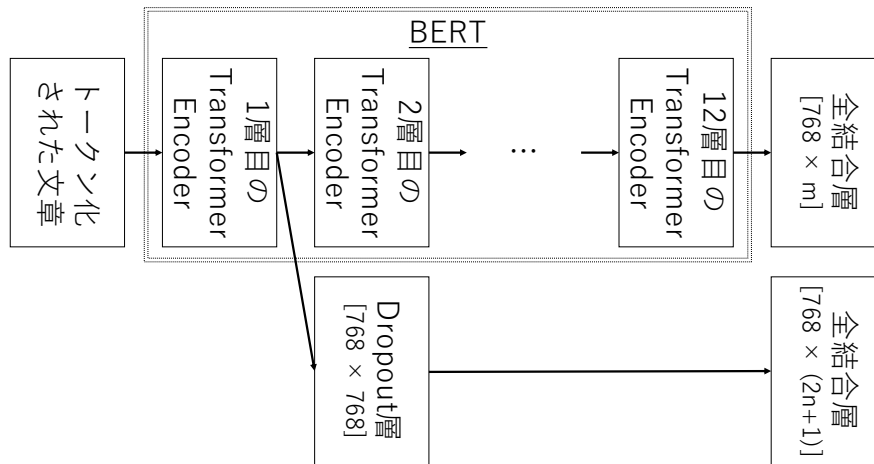 BERT
トークン化
された文章
1層目の
Transformer
Encoder
2層目の
Transformer
Encoder
…
12層目の
Transformer
Encoder
全結合層
[768 × m]
Dropout層
[768 × 768]
全結合層
[768 × (2n+1)]